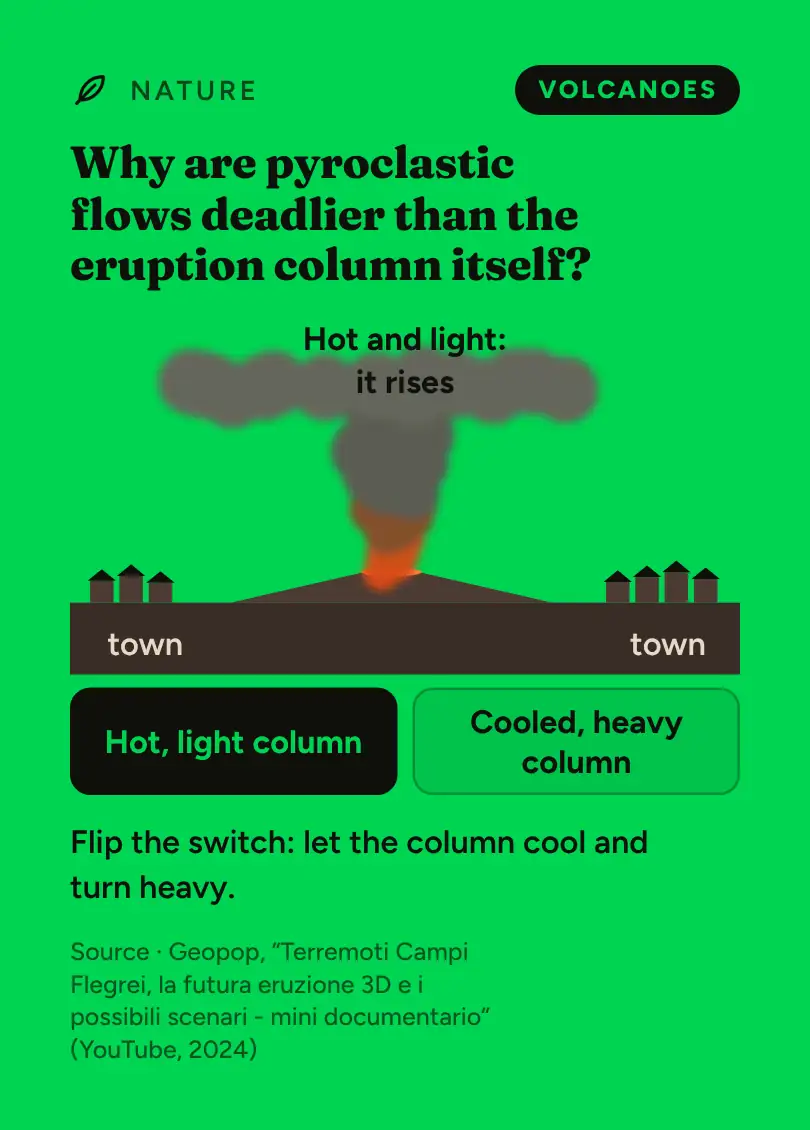 NATURE
VOLCANOES
Why are pyroclastic
flows deadlier than the
eruption column itself?
Hot and light:
it rises
town
town
Hot, light column
Cooled, heavy
column
Flip the switch: let the column cool and
turn heavy.
Source · Geopop, “Terremoti Campi
Flegrei, la futura eruzione 3D e i
possibili scenari - mini documentario”
(YouTube, 2024)